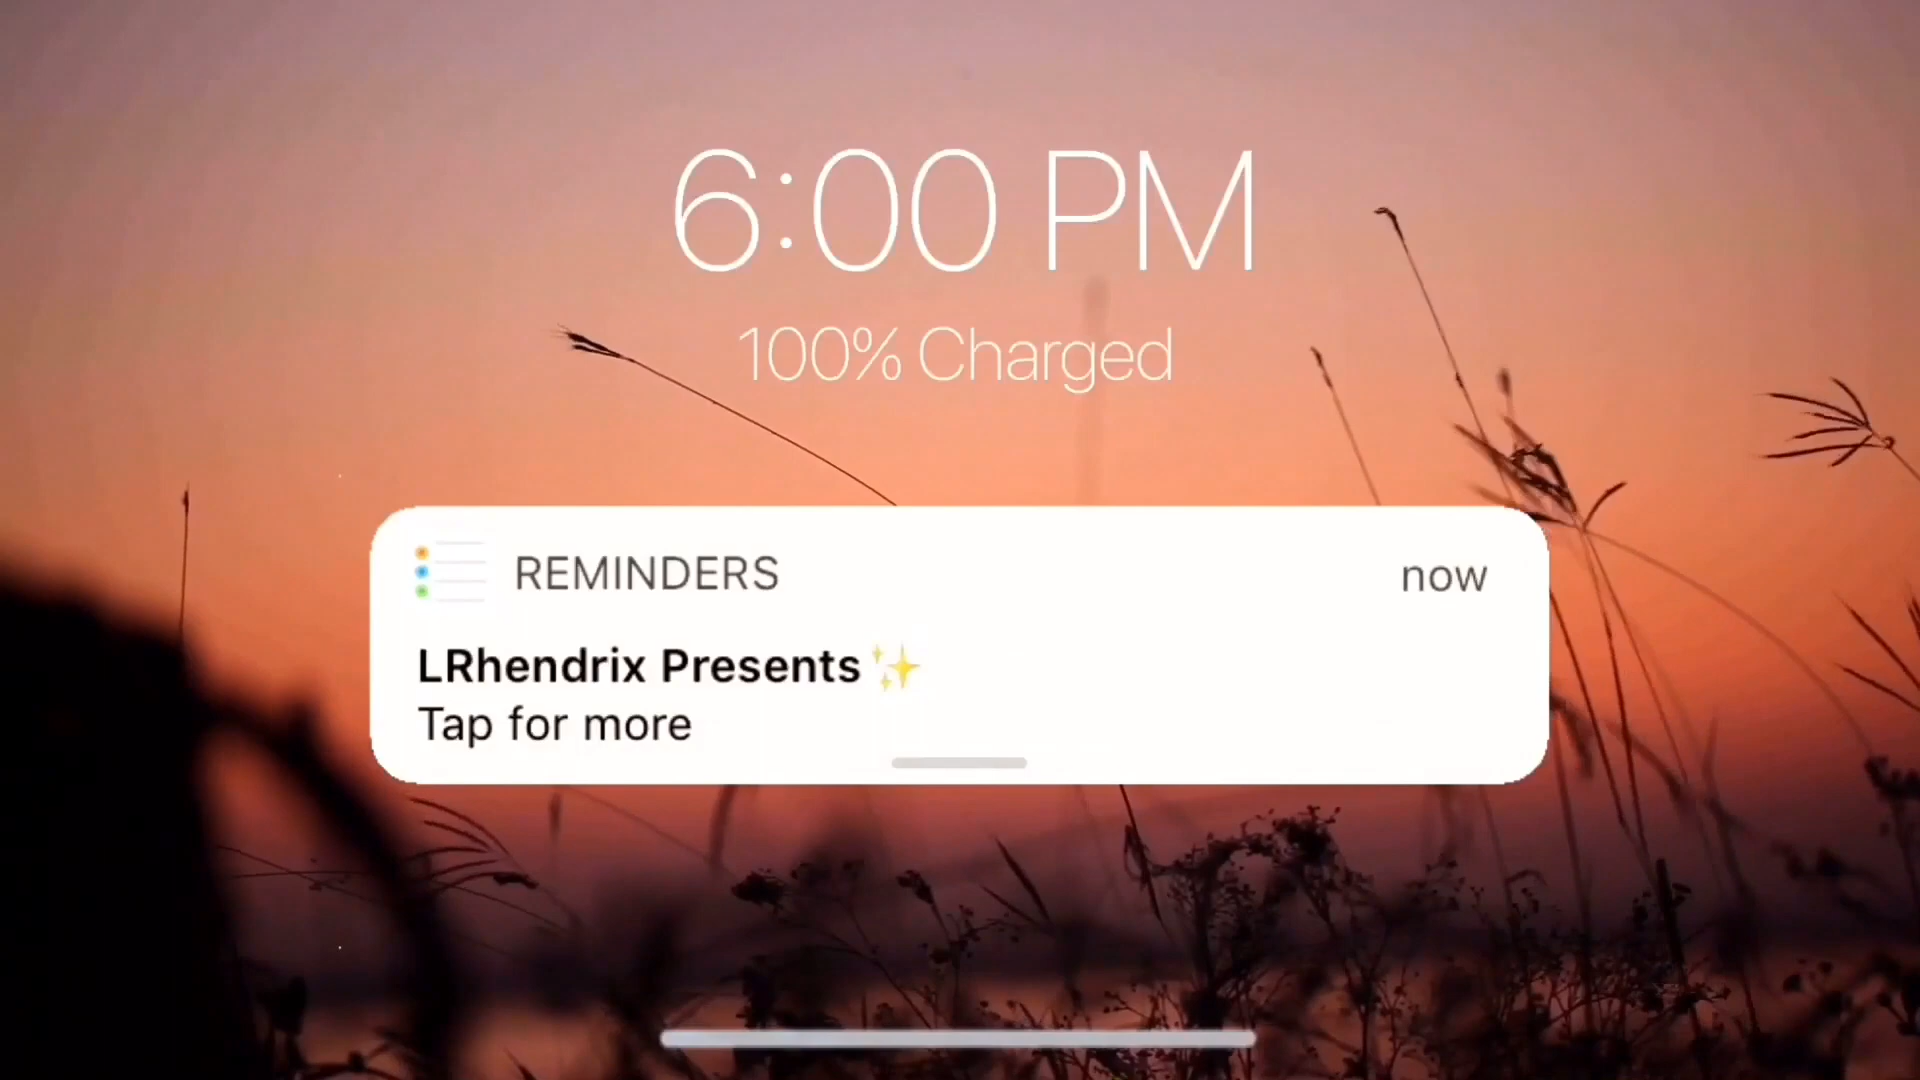 6:00 PM
100% Charged
REMINDERS now
LRhendrix Presents ✨
Tap for more